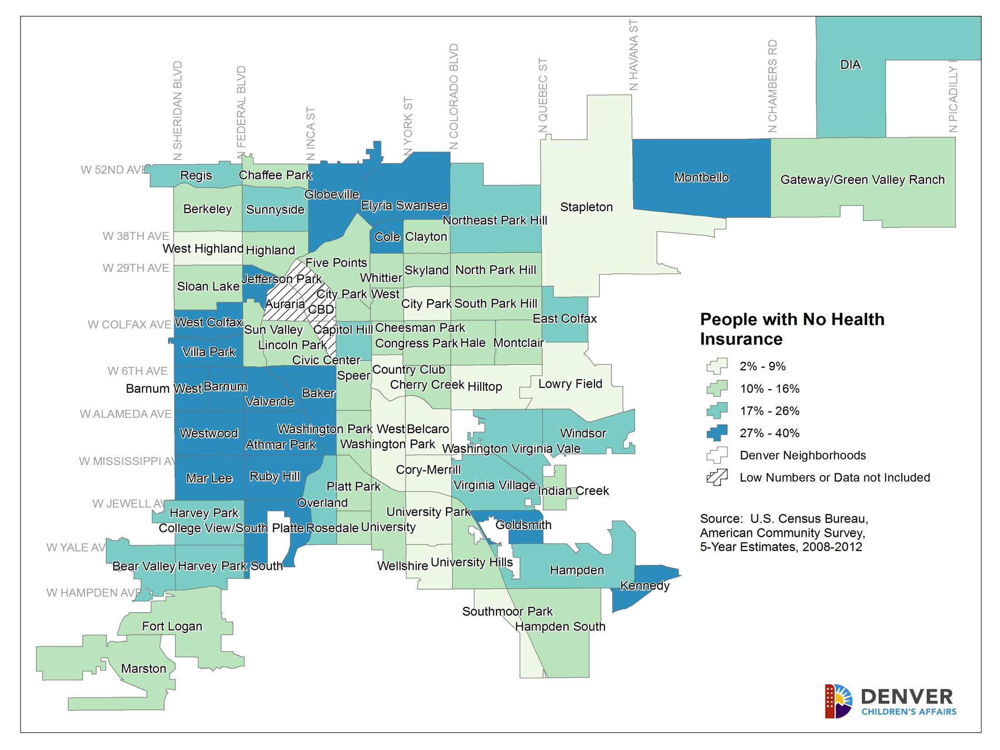 N SHERIDAN BLVD
N FEDERAL BLVD
N INCA ST
N YORK ST
N COLORADO BLVD
N QUEBEC ST
N HAVANA ST
N CHAMBERS RD
N PICADILLY
DIA
W 52ND AVE
Regis
Chaffee Park
Globeville
Elyria Swansea
Montbello
Gateway/Green Valley Ranch
Berkeley
Sunnyside
Stapleton
Northeast Park Hill
W 38TH AVE
Cole
Clayton
West Highland
Highland
W 29TH AVE
Five Points
Skyland
North Park Hill
Jefferson Park
Whittier
Sloan Lake
City Park West
Auraria
CBD
City Park
South Park Hill
East Colfax
W COLFAX AVE
West Colfax
Sun Valley
Capitol Hill
Cheesman Park
Lincoln Park
Congress Park
Hale
Montclair
Villa Park
Civic Center
W 6TH AVE
Speer
Country Club
Cherry Creek
Hilltop
Lowry Field
Barnum West
Barnum
Valverde
Baker
W ALAMEDA AVE
Westwood
Athmar Park
Washington Park West
Belcaro
Washington Park
Windsor
Washington Virginia Vale
W MISSISSIPPI AV
Mar Lee
Ruby Hill
Cory-Merrill
Platt Park
Virginia Village
Indian Creek
W JEWELL AV
Overland
Harvey Park
University Park
College View/South Platte
Rosedale
University
Goldsmith
W YALE AV
Bear Valley
Harvey Park South
Wellshire
University Hills
Hampden
Kennedy
W HAMPDEN AVE
Southmoor Park
Hampden South
Fort Logan
Marston
People with No Health
Insurance
2% - 9%
10% - 16%
17% - 26%
27% - 40%
Denver Neighborhoods
Low Numbers or Data not Included
Source: U.S. Census Bureau,
American Community Survey,
5-Year Estimates, 2008-2012
DENVER
CHILDREN'S AFFAIRS